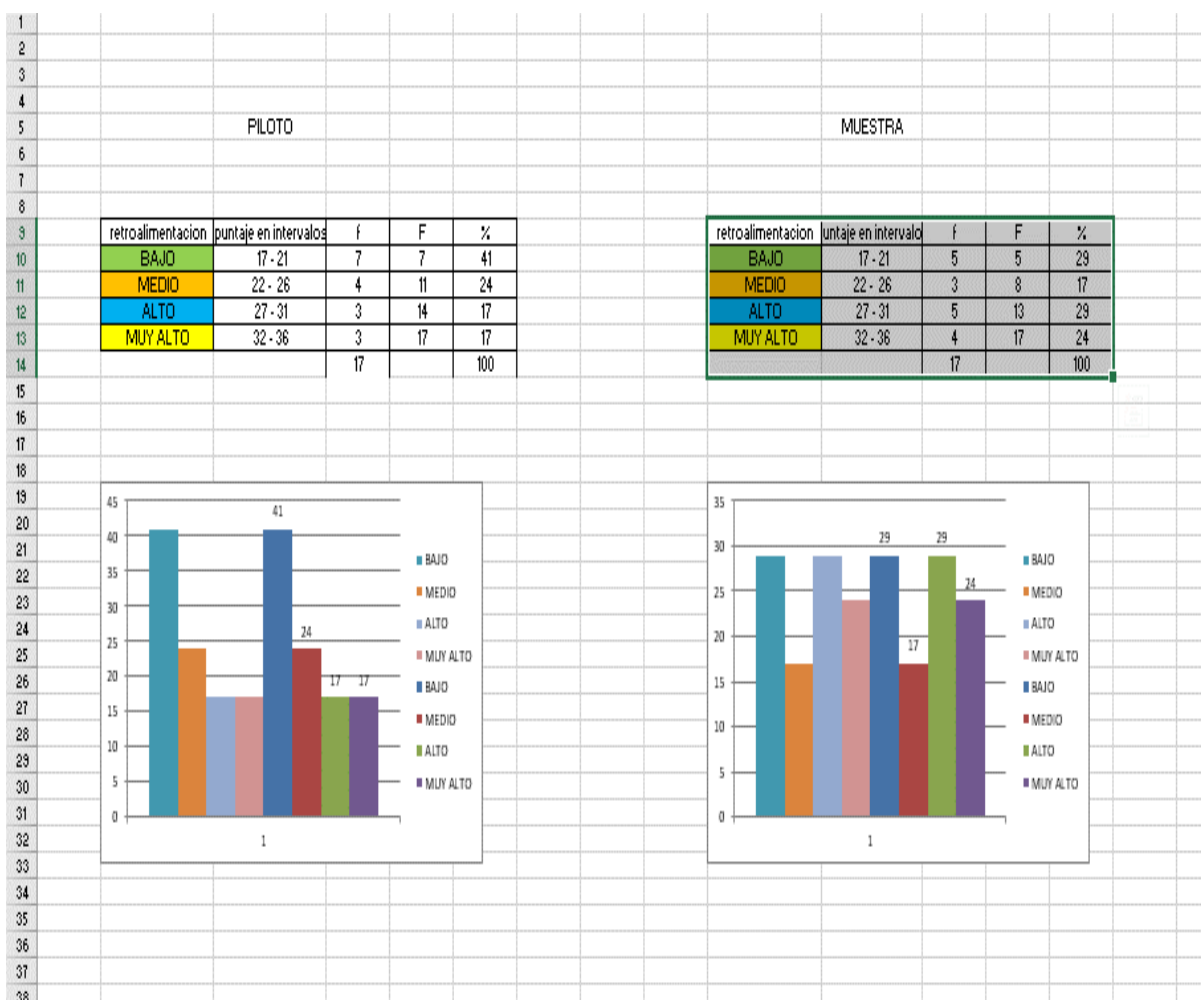 1
2
3
4
5 PILOTO MUESTRA
6
7
8
9 retroalimentacion puntaje en intervalos f F % retroalimentacion untaje en intervalo f F %
10 BAJO 17 - 21 7 7 41 BAJO 17 - 21 5 5 29
11 MEDIO 22 - 26 4 11 24 MEDIO 22 - 26 3 8 17
12 ALTO 27 - 31 3 14 17 ALTO 27 - 31 5 13 29
13 MUY ALTO 32 - 36 3 17 17 MUY ALTO 32 - 36 4 17 24
14 17 100 17 100
15
16
17
18
19
20
21
22
23
24
25
26
27
28
29
30
31
32
33
34
35
36
37
38
45
40
35
30
25
20
15
10
5
0
41
24
17 17
1
BAJO
MEDIO
ALTO
MUY ALTO
BAJO
MEDIO
ALTO
MUY ALTO
35
30
25
20
15
10
5
0
29
17
29
24
1
BAJO
MEDIO
ALTO
MUY ALTO
BAJO
MEDIO
ALTO
MUY ALTO